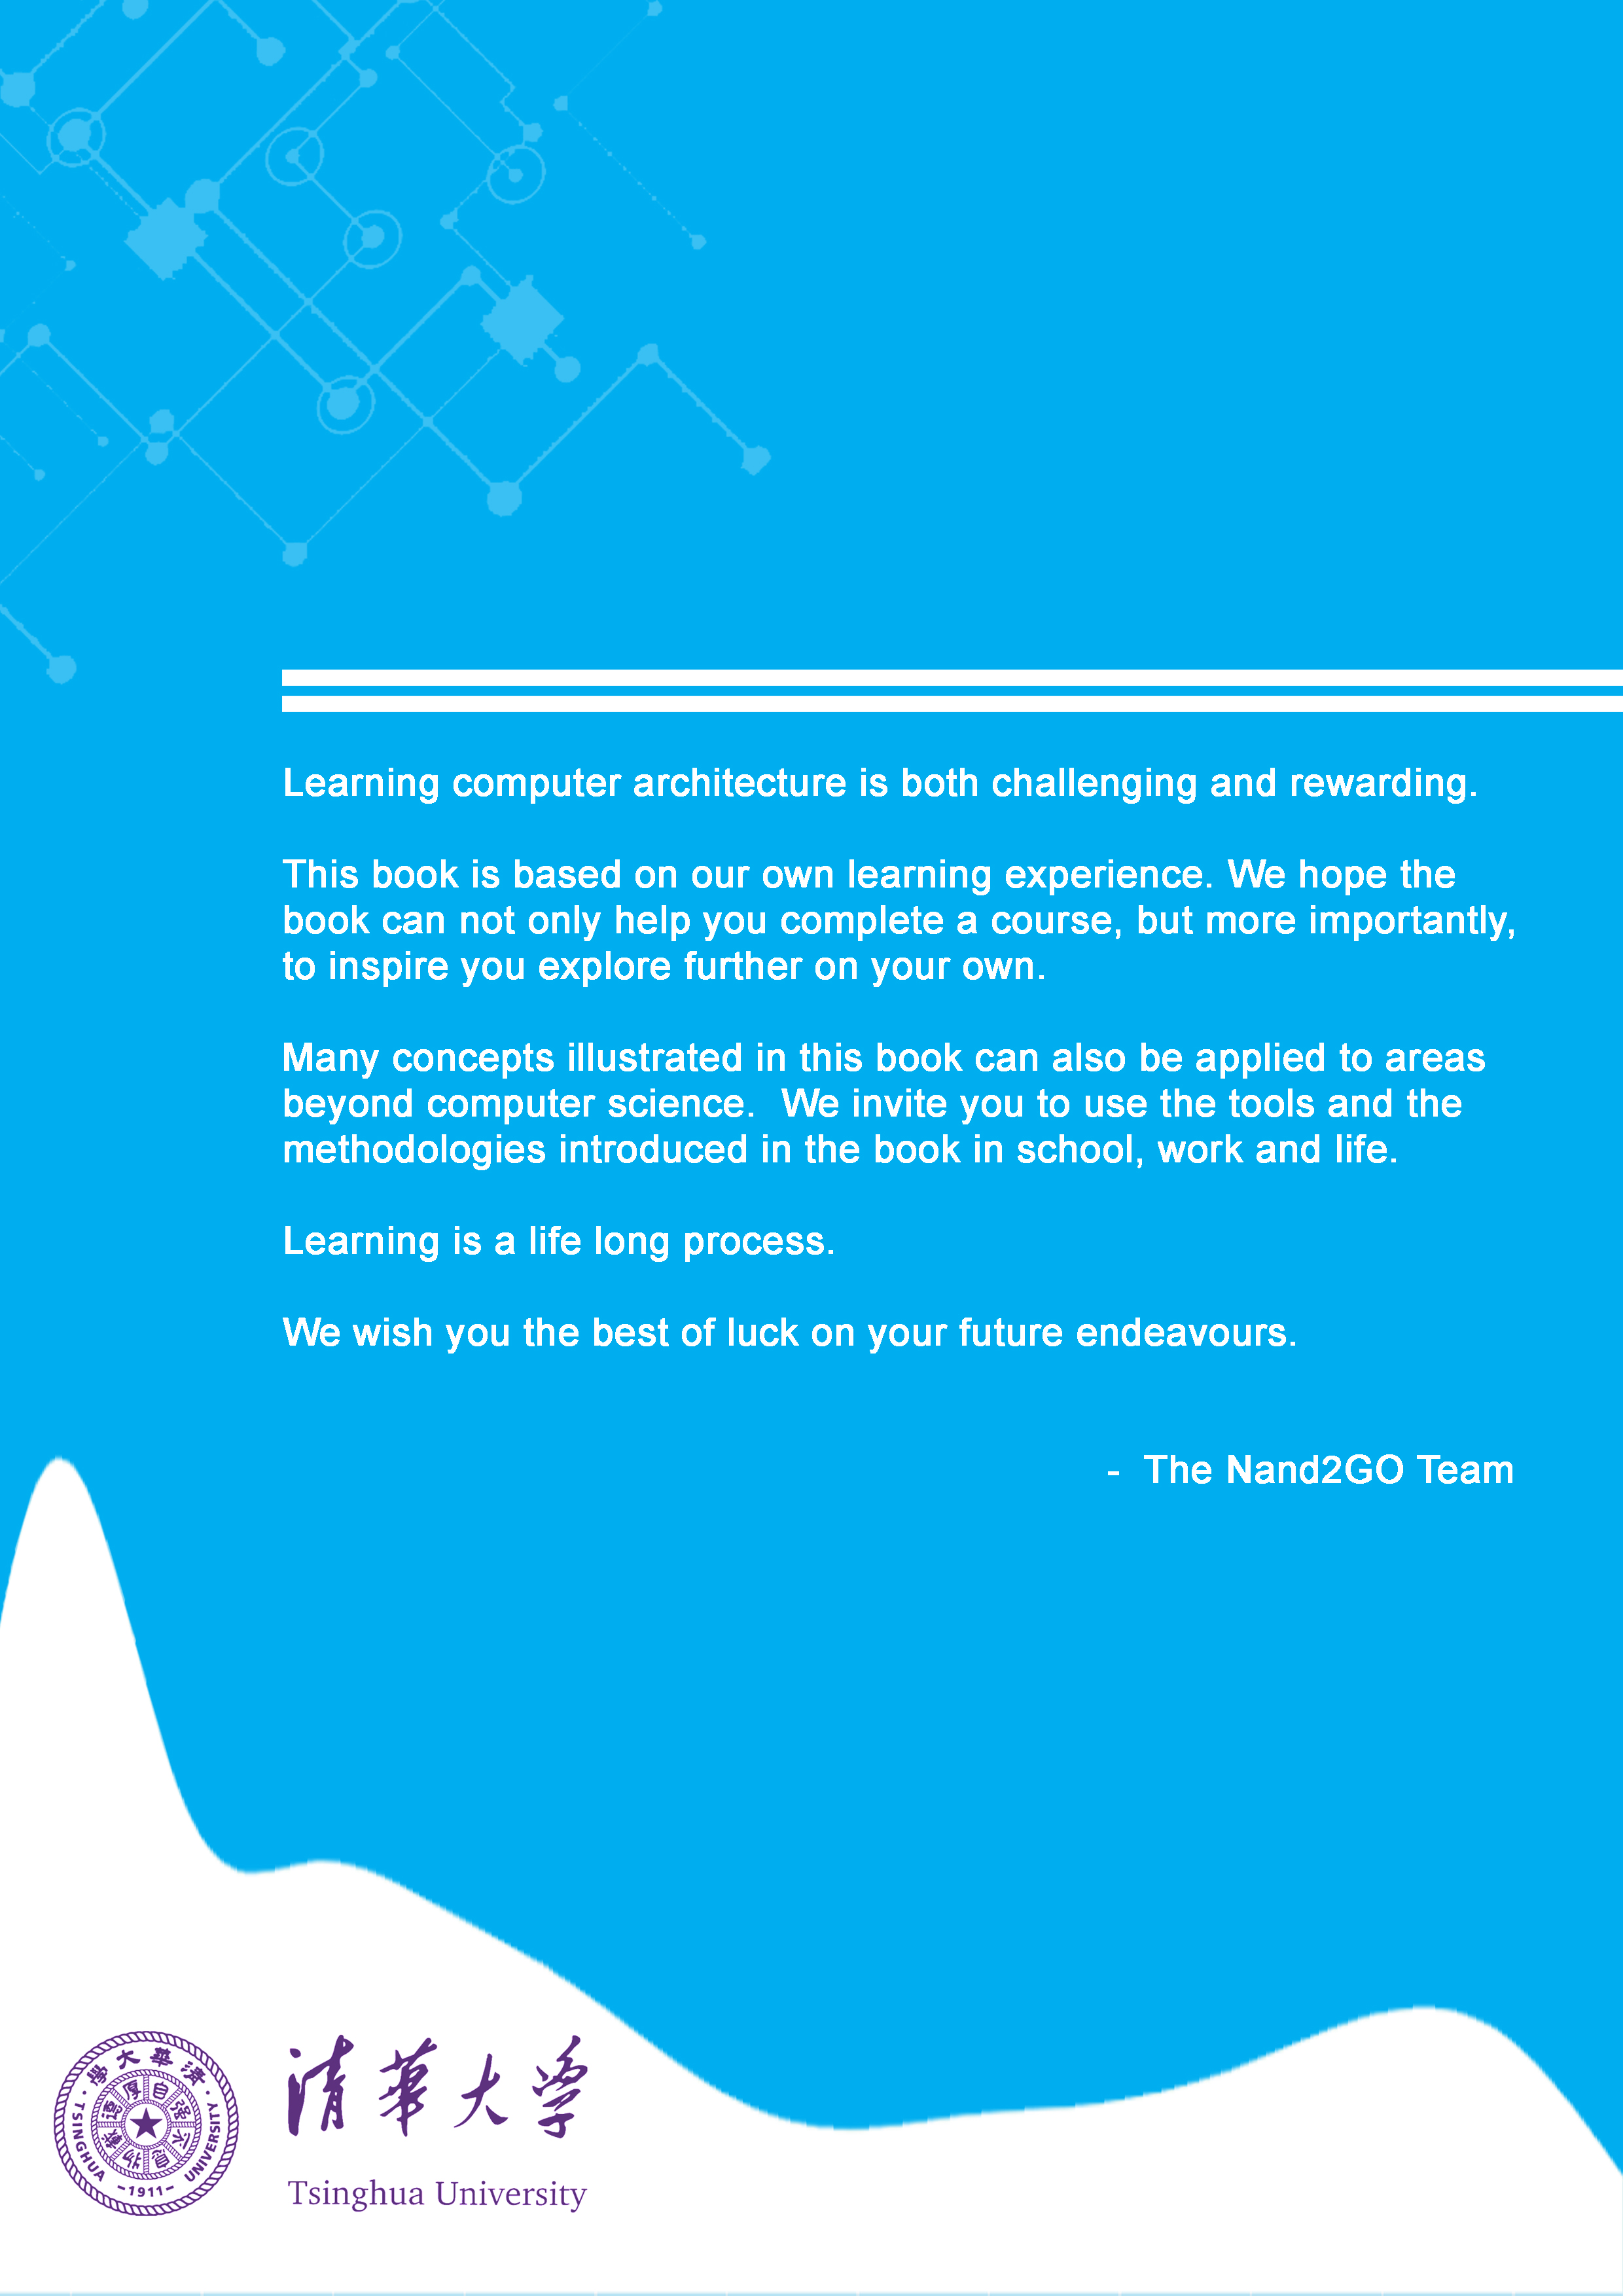 Learning computer architecture is both challenging and rewarding.
This book is based on our own learning experience. We hope the
book can not only help you complete a course, but more importantly,
to inspire you explore further on your own.
Many concepts illustrated in this book can also be applied to areas
beyond computer science.  We invite you to use the tools and the
methodologies introduced in the book in school, work and life.
Learning is a life long process.
We wish you the best of luck on your future endeavours.
-  The Nand2GO Team
學大華清
自强不息厚德載物
TSINGHUA UNIVERSITY
-1911-
清華大学
Tsinghua University